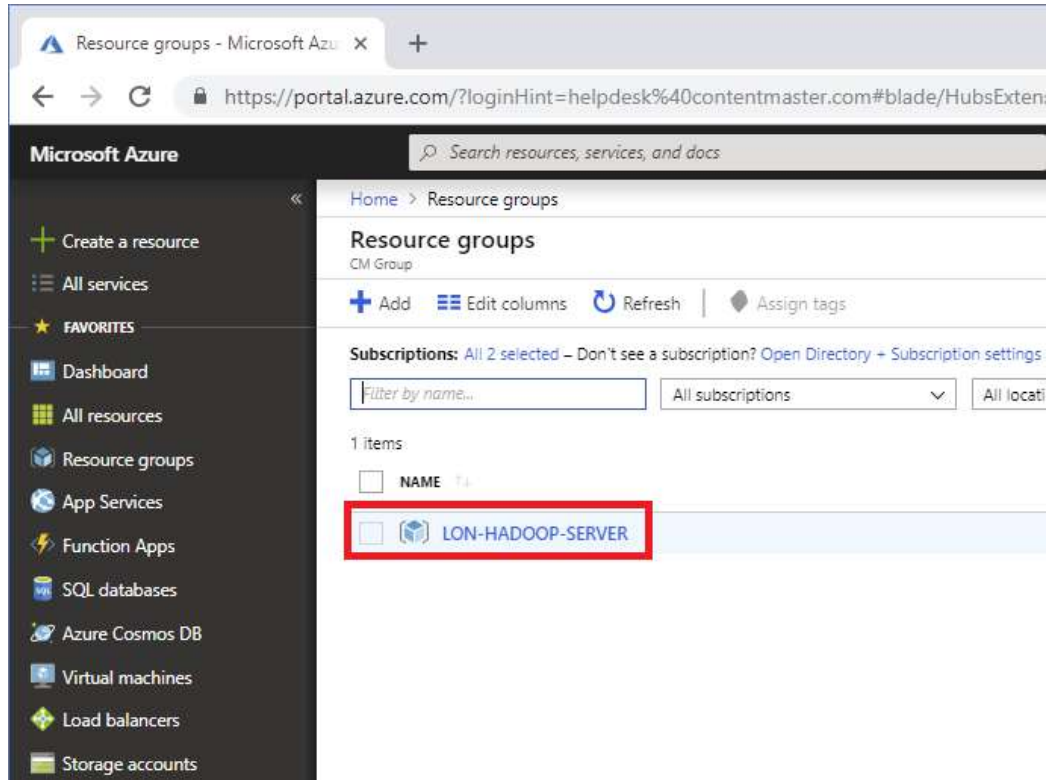 Resource groups - Microsoft Azu
https://portal.azure.com/?loginHint=helpdesk%40contentmaster.com#blade/HubsExten
Microsoft Azure
Search resources, services, and docs
Create a resource
All services
FAVORITES
Dashboard
All resources
Resource groups
App Services
Function Apps
SQL databases
Azure Cosmos DB
Virtual machines
Load balancers
Storage accounts
Home > Resource groups
Resource groups
CM Group
Add Edit columns Refresh Assign tags
Subscriptions: All 2 selected – Don't see a subscription? Open Directory + Subscription settings
Filter by name... All subscriptions All locati
1 items
NAME
LON-HADOOP-SERVER